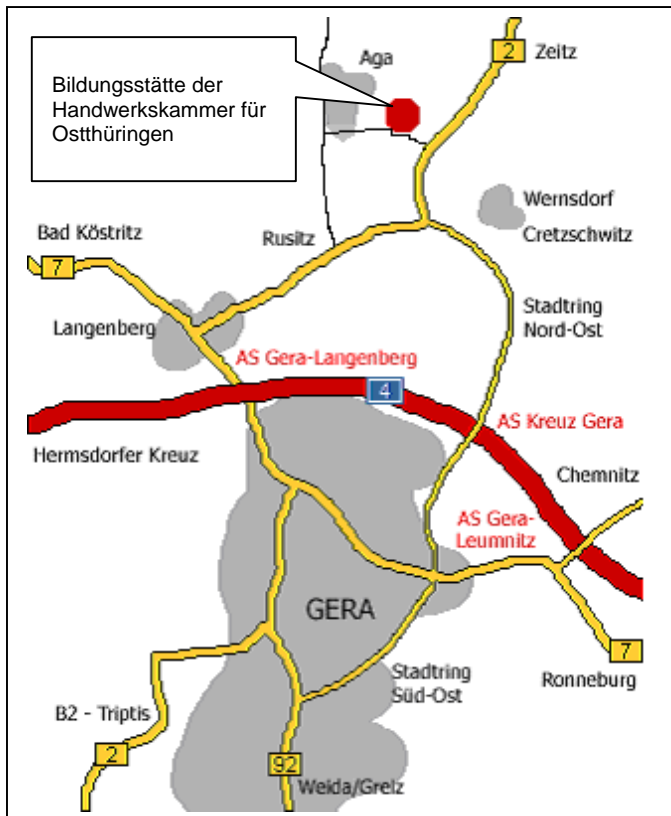 Aga
2
Zeitz
Bildungsstätte der
Handwerkskammer für
Ostthüringen
Wernsdorf
Cretzschwitz
Bad Köstritz
Rusitz
7
Stadtring
Nord-Ost
Langenberg
AS Gera-Langenberg
4
AS Kreuz Gera
Hermsdorfer Kreuz
Chemnitz
AS Gera-
Leumnitz
GERA
7
Ronneburg
Stadtring
Süd-Ost
B2 - Triptis
2
92
Weida/Greiz